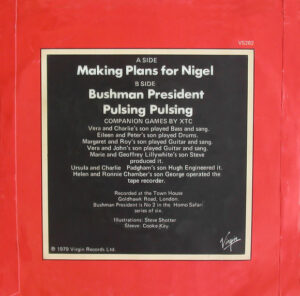 VS282
A SIDE
Making Plans for Nigel
B SIDE
Bushman President
Pulsing Pulsing
COMPANION GAMES BY XTC
Vera and Charlie's son played Bass and sang.
Eileen and Peter's son played Drums.
Margaret and Roy's son played Guitar and sang.
Vera and John's son played Guitar and sang.
Marie and Geoffrey Lillywhite's son Steve
produced it.
Ursula and Charlie Padgham's son Hugh Engineered it.
Helen and Ronnie Chamber's son George operated the
tape recorder.
Recorded at the Town House
Goldhawk Road, London.
Bushman President is No 2 in the Homo Safari
series of six.
Illustrations: Steve Shotter
Sleeve: Cooke Key
© 1979 Virgin Records Ltd.
Virgin